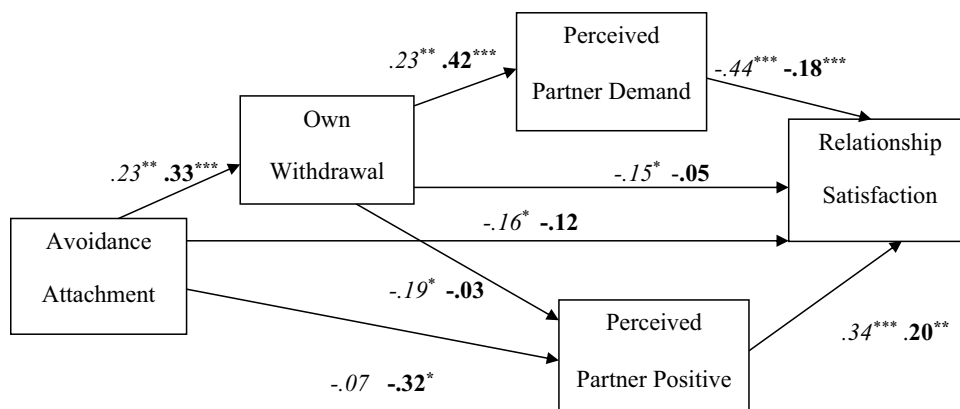 Perceived
Partner Demand
.23** .42***
-.44*** -.18***
Own
Withdrawal
Relationship
Satisfaction
.23** .33***
-.15* -.05
-.16* -.12
Avoidance
Attachment
-.19* -.03
Perceived
Partner Positive
.34*** .20**
-.07 -.32*